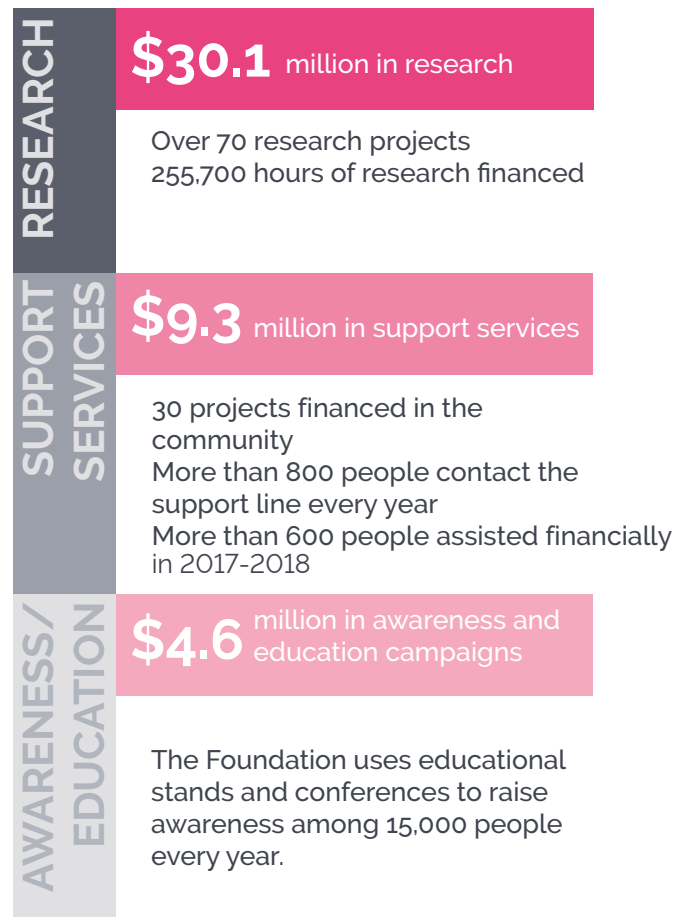 RESEARCH
$30.1 million in research
Over 70 research projects
255,700 hours of research financed
SUPPORT
SERVICES
$9.3 million in support services
30 projects financed in the
community
More than 800 people contact the
support line every year
More than 600 people assisted financially
in 2017-2018
AWARENESS/
EDUCATION
$4.6 million in awareness and
education campaigns
The Foundation uses educational
stands and conferences to raise
awareness among 15,000 people
every year.